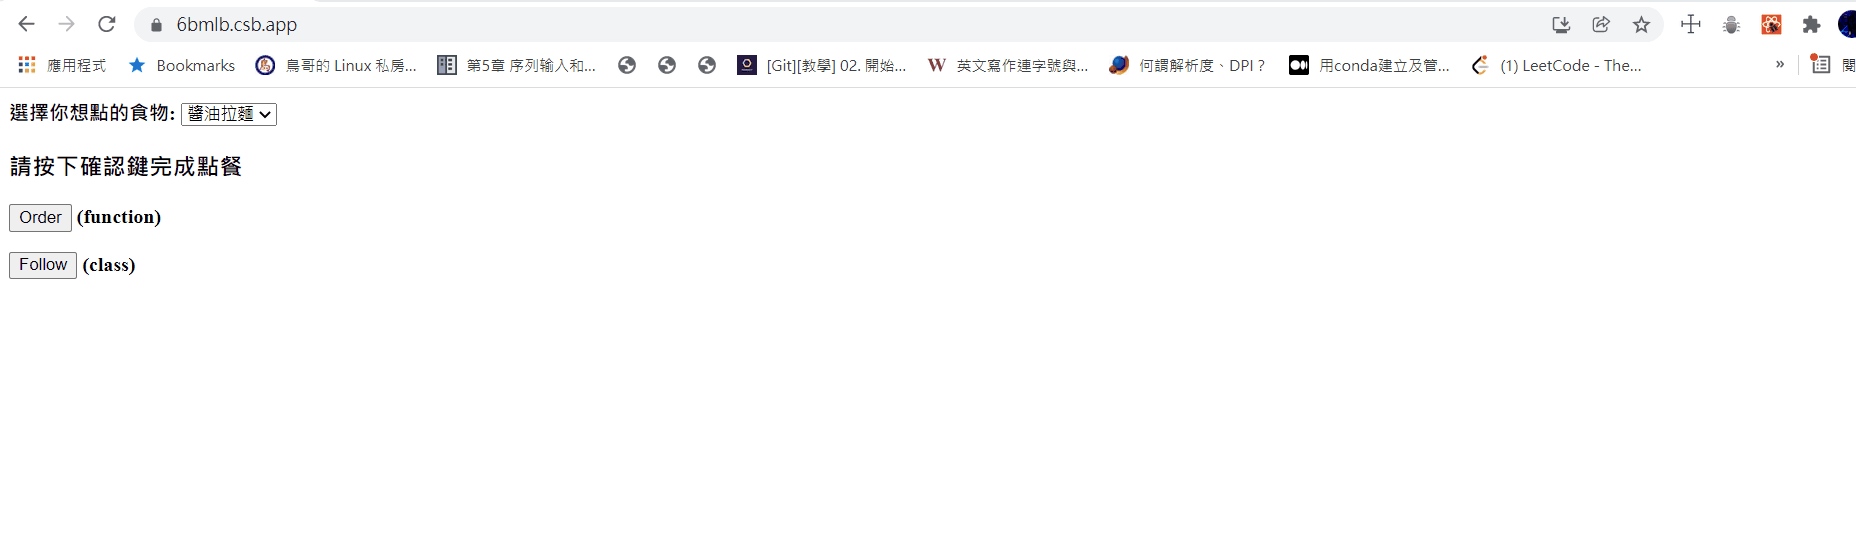 6bmlb.csb.app
應用程式 Bookmarks 鳥哥的 Linux 私房... 第5章 序列输入和... [Git][教學] 02. 開始... 英文寫作連字號與... 何謂解析度、DPI？ 用conda建立及管... (1) LeetCode - The... » 閱
選擇你想點的食物: 醬油拉麵
請按下確認鍵完成點餐
Order (function)
Follow (class)